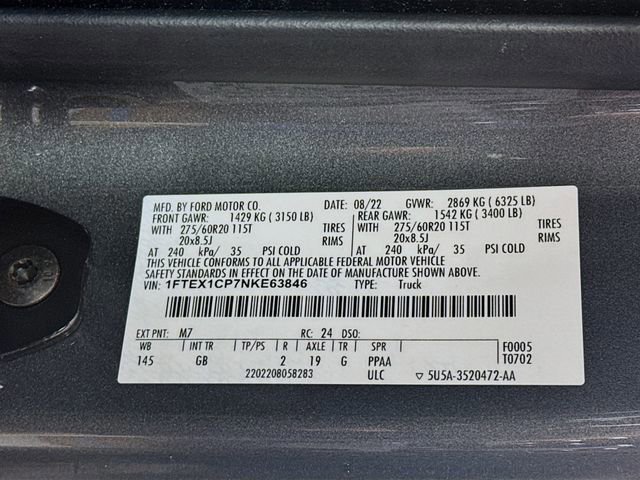 MFD. BY FORD MOTOR CO. DATE: 08/22 GVWR: 2869 KG ( 6325 LB)
FRONT GAWR: 1429 KG ( 3150 LB) REAR GAWR: 1542 KG ( 3400 LB)
WITH 275/60R20 115T TIRES WITH 275/60R20 115T TIRES
20x8.5J RIMS 20x8.5J RIMS
AT 240 kPa/ 35 PSI COLD AT 240 kPa/ 35 PSI COLD
THIS VEHICLE CONFORMS TO ALL APPLICABLE FEDERAL MOTOR VEHICLE
SAFETY STANDARDS IN EFFECT ON THE DATE OF MANUFACTURE SHOWN ABOVE.
VIN: 1FTEX1CP7NKE63846 TYPE: Truck
EXT PNT: M7 RC: 24 DSO:
WB INT TR TP/PS R AXLE TR SPR F0005
145 GB 2 19 G PPAA T0702
2202208058283 ULC ▽ 5U5A-3520472-AA